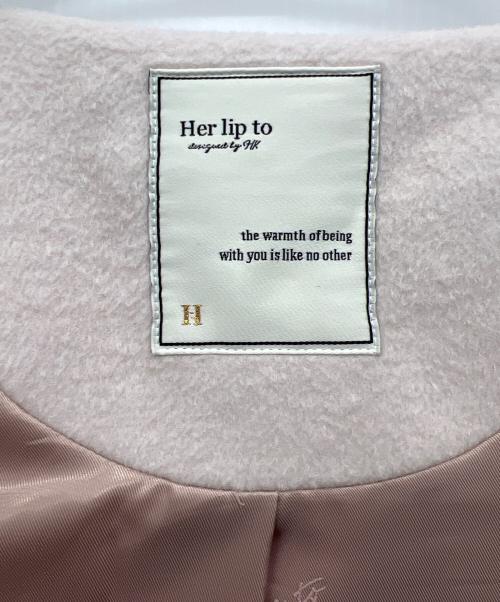 Her lip to
designed by HK
the warmth of being
with you is like no other
H